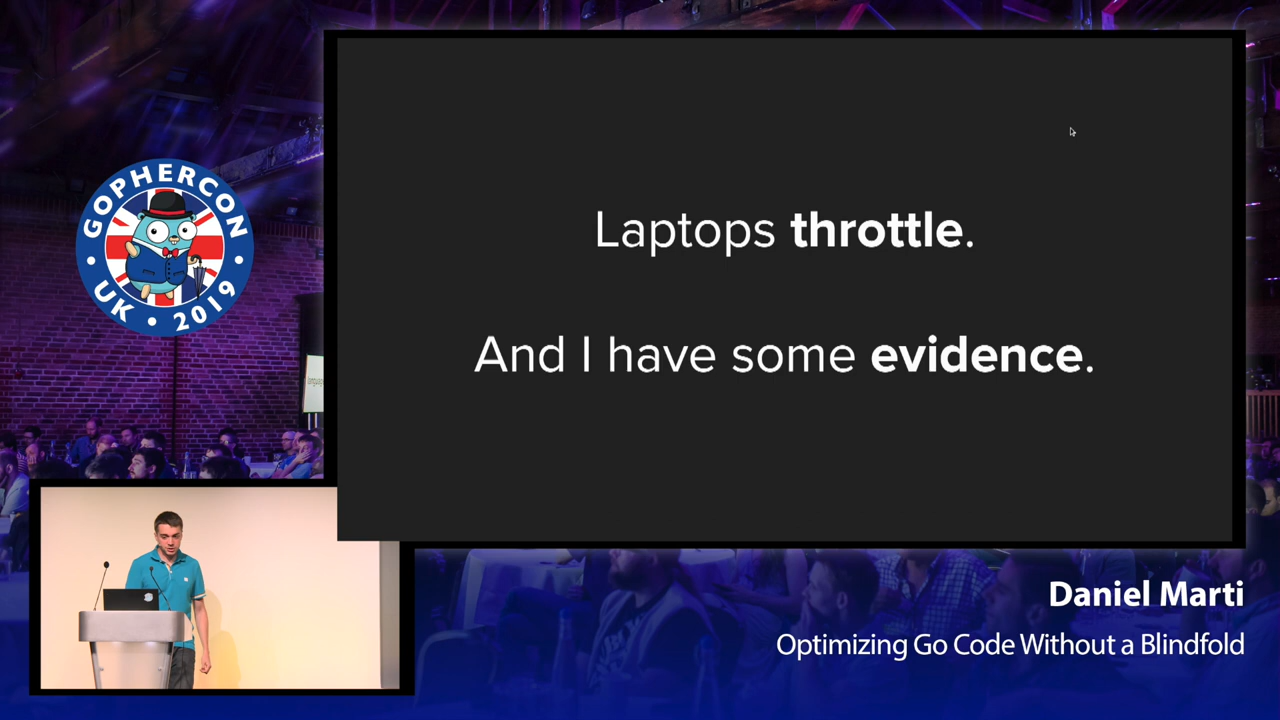 GOPHERCON
UK • 2019
Laptops throttle.
And I have some evidence.
Daniel Marti
Optimizing Go Code Without a Blindfold